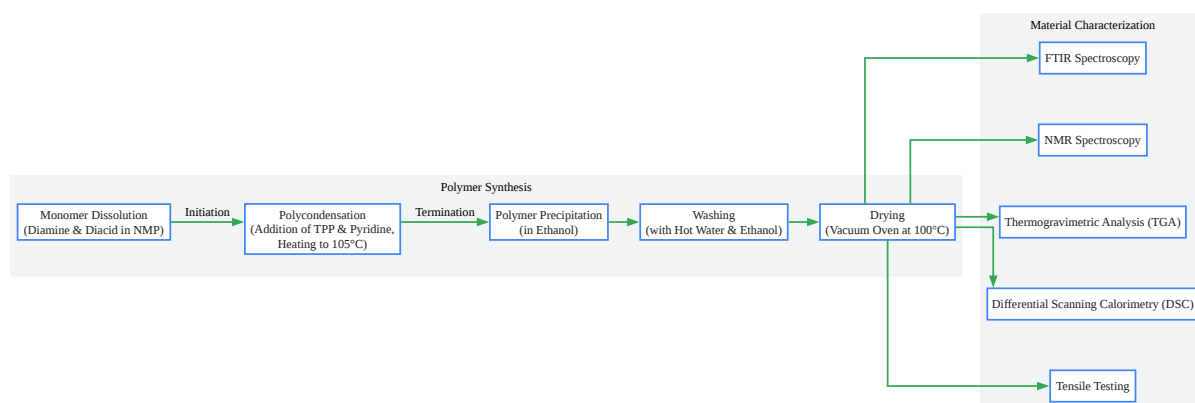 Material Characterization
FTIR Spectroscopy
NMR Spectroscopy
Polymer Synthesis
Monomer Dissolution
(Diamine & Diacid in NMP)
Initiation
Polycondensation
(Addition of TPP & Pyridine,
Heating to 105°C)
Termination
Polymer Precipitation
(in Ethanol)
Washing
(with Hot Water & Ethanol)
Drying
(Vacuum Oven at 100°C)
Thermogravimetric Analysis (TGA)
Differential Scanning Calorimetry (DSC)
Tensile Testing